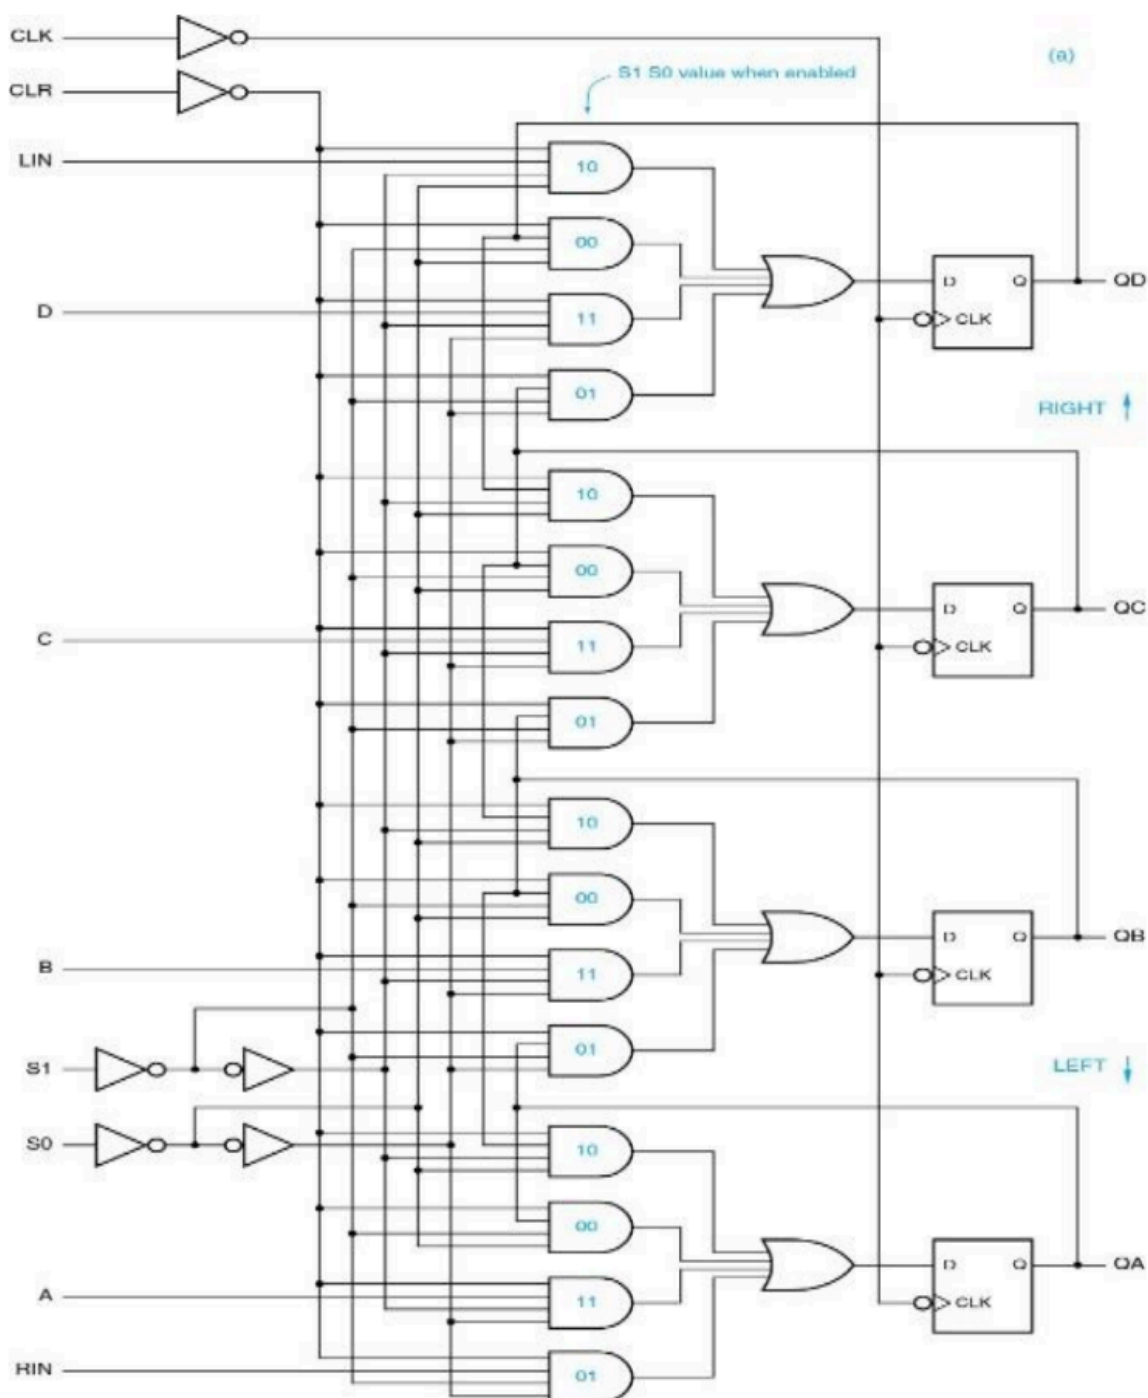 CLK
(a)
S1 S0 value when enabled
CLR
LIN
10
00
D
11
D Q QD
CLK
01
RIGHT
10
00
C
11
D Q QC
CLK
01
10
00
B
11
D Q QB
CLK
01
S1
LEFT
S0
10
00
A
11
D Q QA
CLK
RIN
01